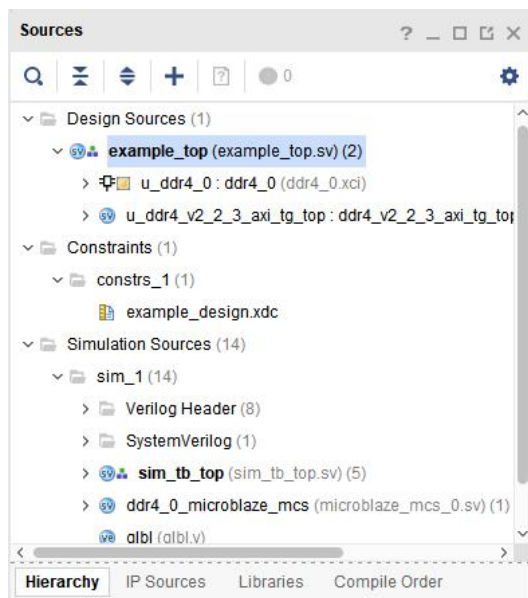 Sources
0
Design Sources (1)
example_top (example_top.sv) (2)
u_ddr4_0 : ddr4_0 (ddr4_0.xci)
u_ddr4_v2_2_3_axi_tg_top : ddr4_v2_2_3_axi_tg_top
Constraints (1)
constrs_1 (1)
example_design.xdc
Simulation Sources (14)
sim_1 (14)
Verilog Header (8)
SystemVerilog (1)
sim_tb_top (sim_tb_top.sv) (5)
ddr4_0_microblaze_mcs (microblaze_mcs_0.sv) (1)
glbl (glbl.v)
Hierarchy IP Sources Libraries Compile Order